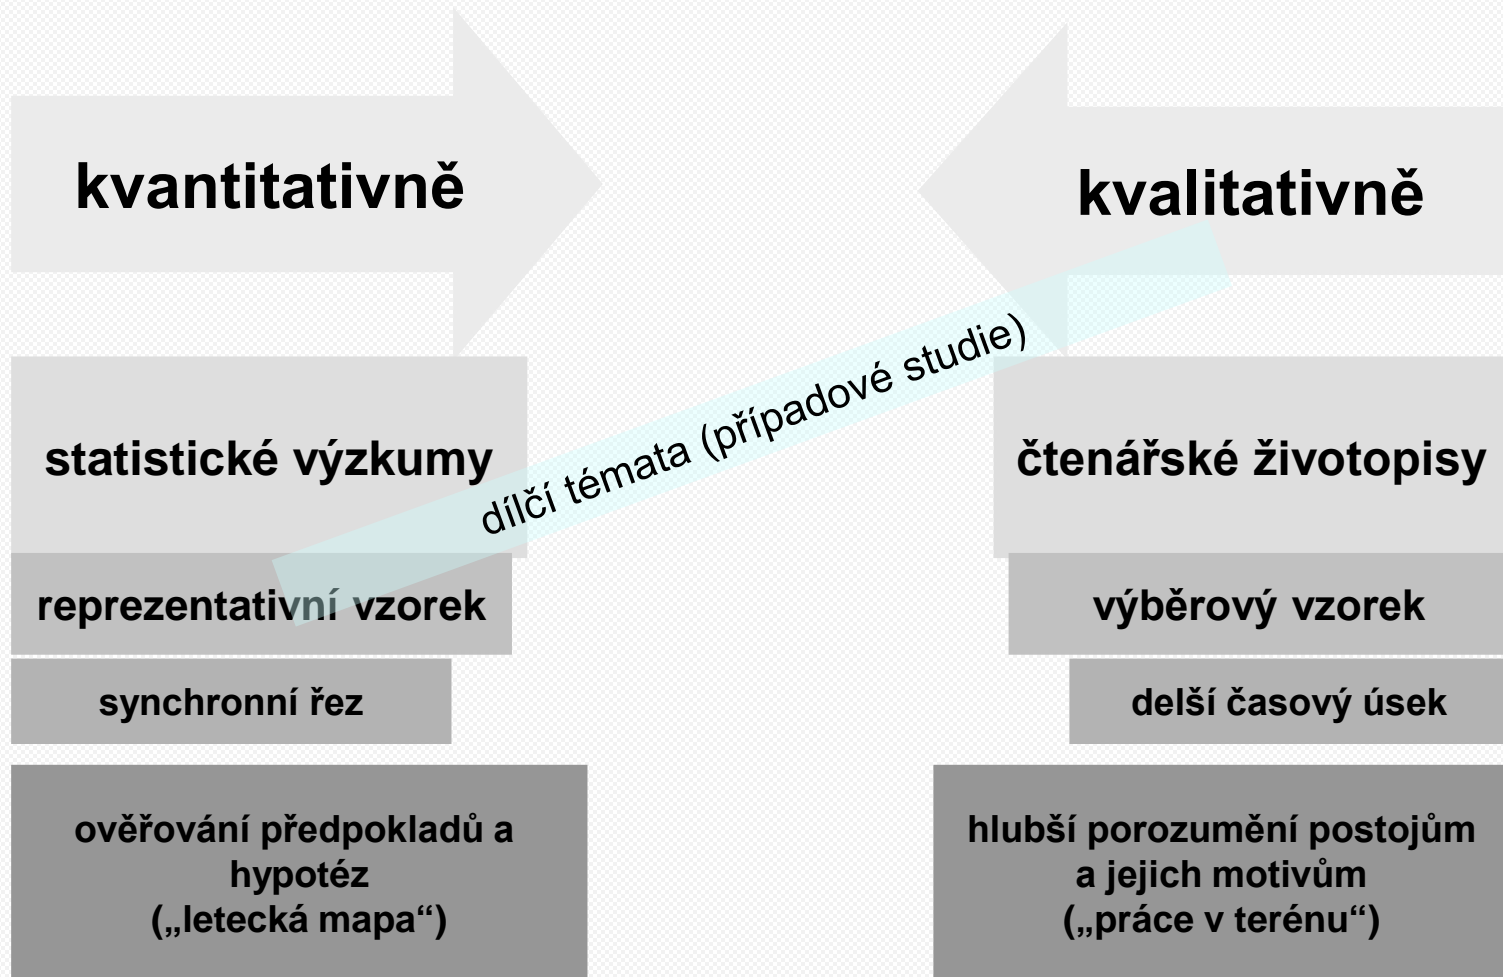 kvantitativně
kvalitativně
dílčí témata (případové studie)
statistické výzkumy
čtenářské životopisy
reprezentativní vzorek
výběrový vzorek
synchronní řez
delší časový úsek
ověřování předpokladů a
hypotéz
(„letecká mapa“)
hlubší porozumění postojům
a jejich motivům
(„práce v terénu“)